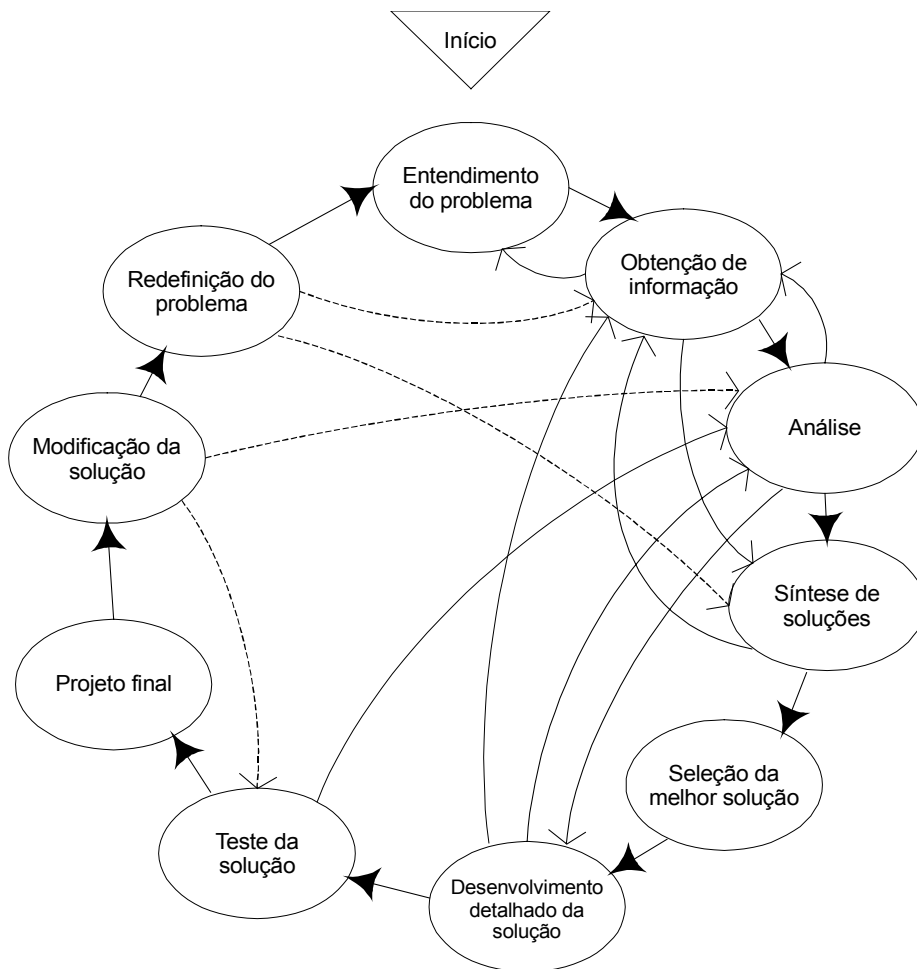 Início
Entendimento
do problema
Obtenção de
informação
Análise
Síntese de
soluções
Seleção da
melhor solução
Desenvolvimento
detalhado da
solução
Teste da
solução
Projeto final
Modificação da
solução
Redefinição do
problema